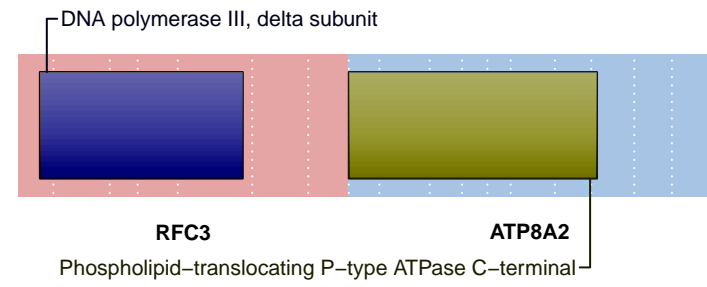 DNA polymerase III, delta subunit
RFC3 ATP8A2
Phospholipid−translocating P−type ATPase C−terminal